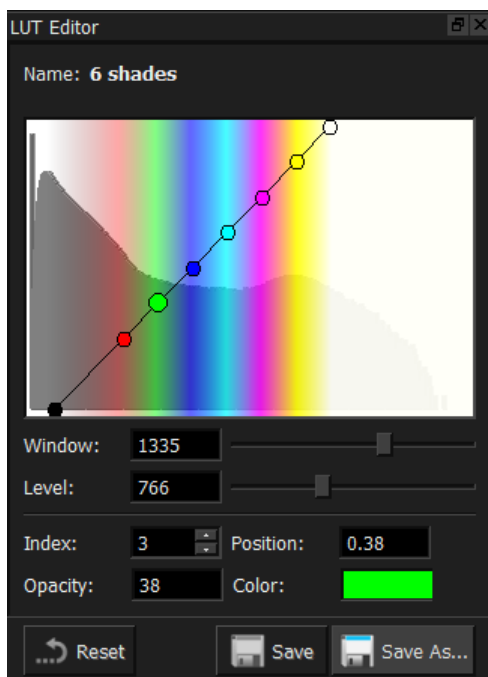 LUT Editor
Name: 6 shades
Window: 1335
Level: 766
Index: 3 Position: 0.38
Opacity: 38 Color:
Reset Save Save As...